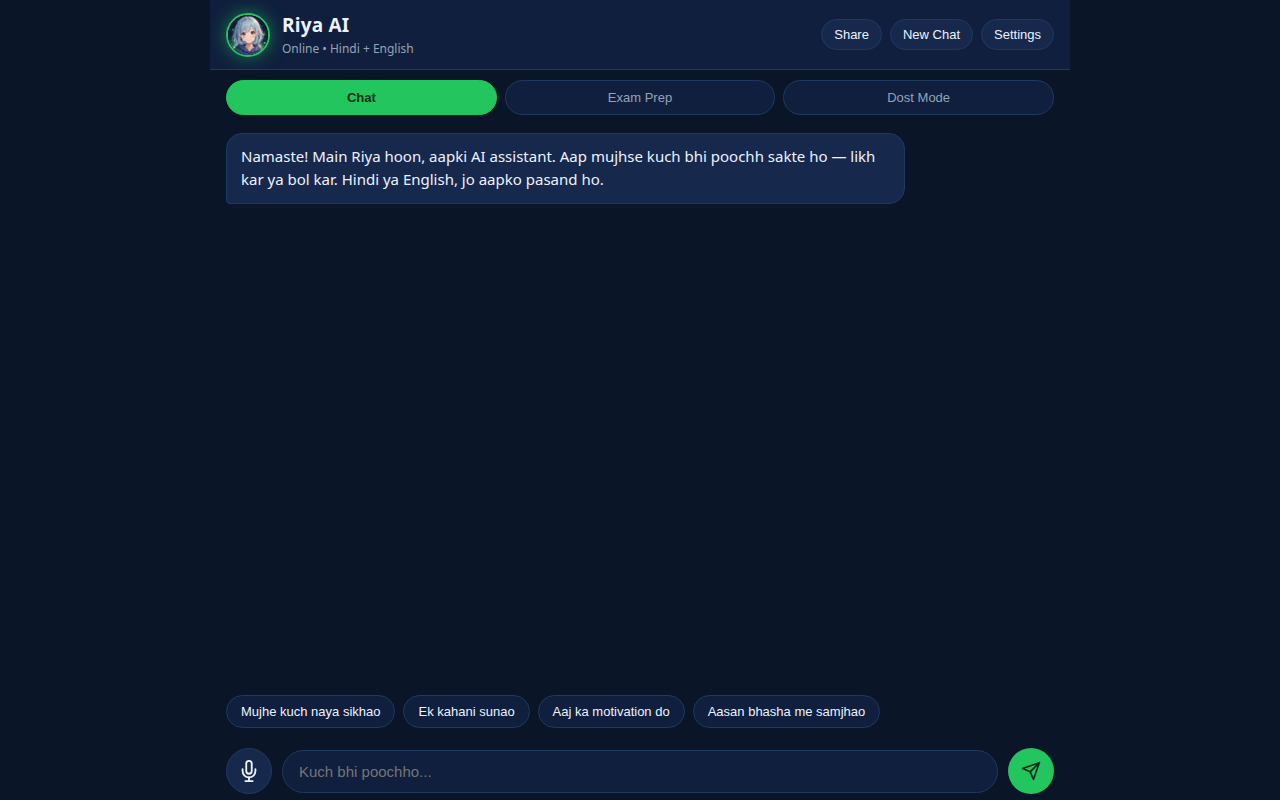 Riya AI
Online • Hindi + English
Share
New Chat
Settings
Chat
Exam Prep
Dost Mode
Namaste! Main Riya hoon, aapki AI assistant. Aap mujhse kuch bhi poochh sakte ho — likh
kar ya bol kar. Hindi ya English, jo aapko pasand ho.
Mujhe kuch naya sikhao
Ek kahani sunao
Aaj ka motivation do
Aasan bhasha me samjhao
Kuch bhi poochho...